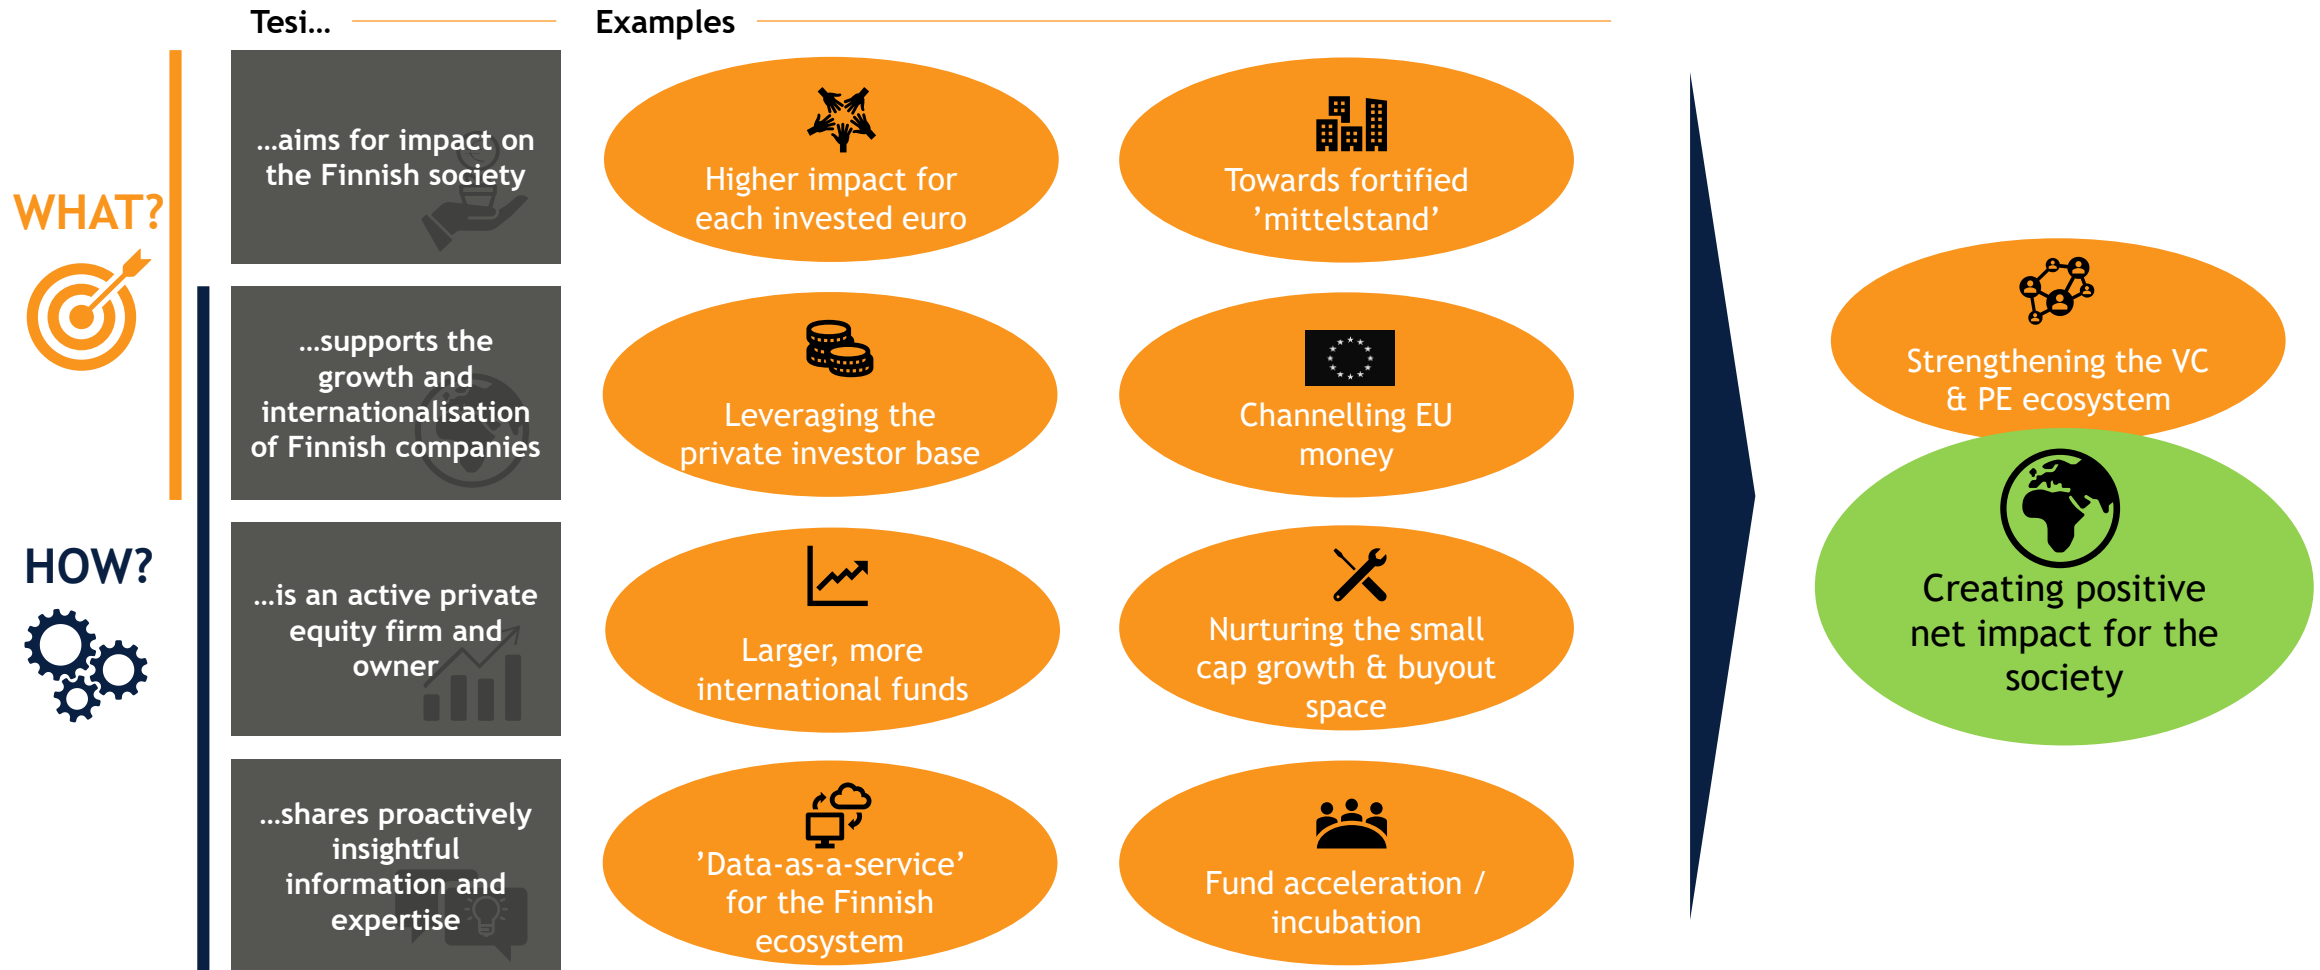 Tesi…
Examples
WHAT?
HOW?
…aims for impact on
the Finnish society
Higher impact for
each invested euro
Towards fortified
’mittelstand’
…supports the
growth and
internationalisation
of Finnish companies
Leveraging the
private investor base
Channelling EU
money
…is an active private
equity firm and
owner
Larger, more
international funds
Nurturing the small
cap growth & buyout
space
…shares proactively
insightful
information and
expertise
’Data-as-a-service’
for the Finnish
ecosystem
Fund acceleration /
incubation
Strengthening the VC
& PE ecosystem
Creating positive
net impact for the
society